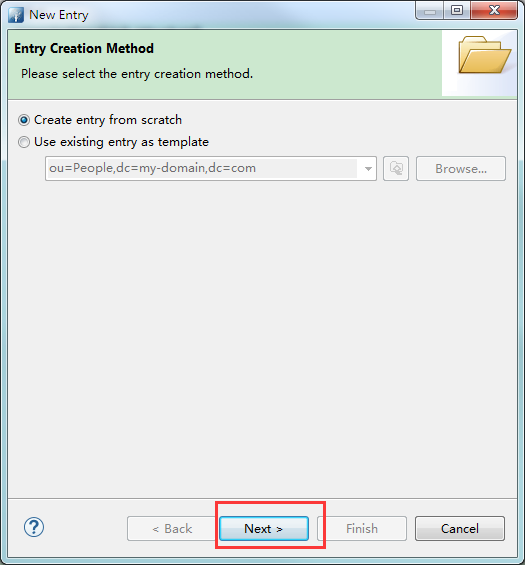 New Entry
Entry Creation Method
Please select the entry creation method.
Create entry from scratch
Use existing entry as template
ou=People,dc=my-domain,dc=com
Browse...
?
< Back
Next >
Finish
Cancel